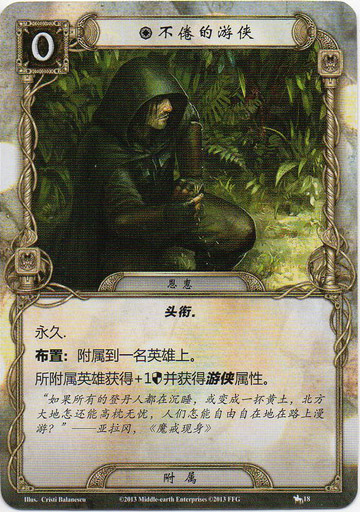 0
不倦的游侠
恩惠
头衔.
永久.
布置: 附属到一名英雄上。
所附属英雄获得+1并获得游侠属性。
“如果所有的登丹人都在沉睡，或变成一抔黄土，北方
大地怎还能高枕无忧，人们怎能自由自在地在路上漫
游？”——亚拉冈，《魔戒现身》
附属
Illus. Cristi Balanescu
©2013 Middle-earth Enterprises ©2013 FFG
18